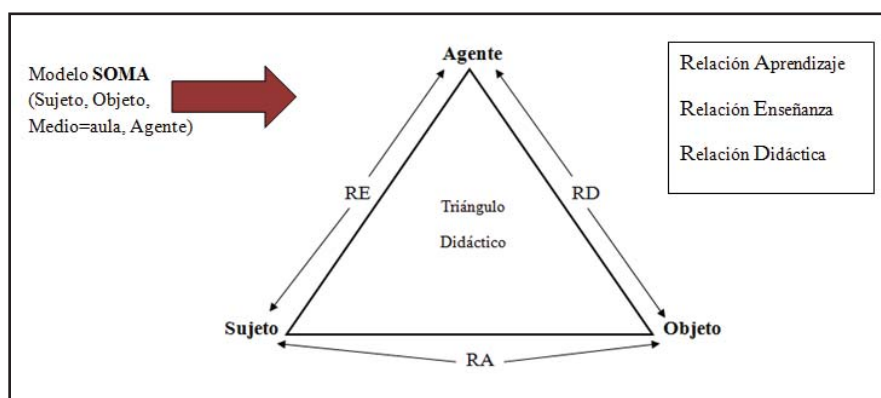 Modelo SOMA
(Sujeto, Objeto,
Medio=aula, Agente)
Agente
Relación Aprendizaje
Relación Enseñanza
Relación Didáctica
RE
RD
Triángulo
Didáctico
Sujeto
Objeto
RA